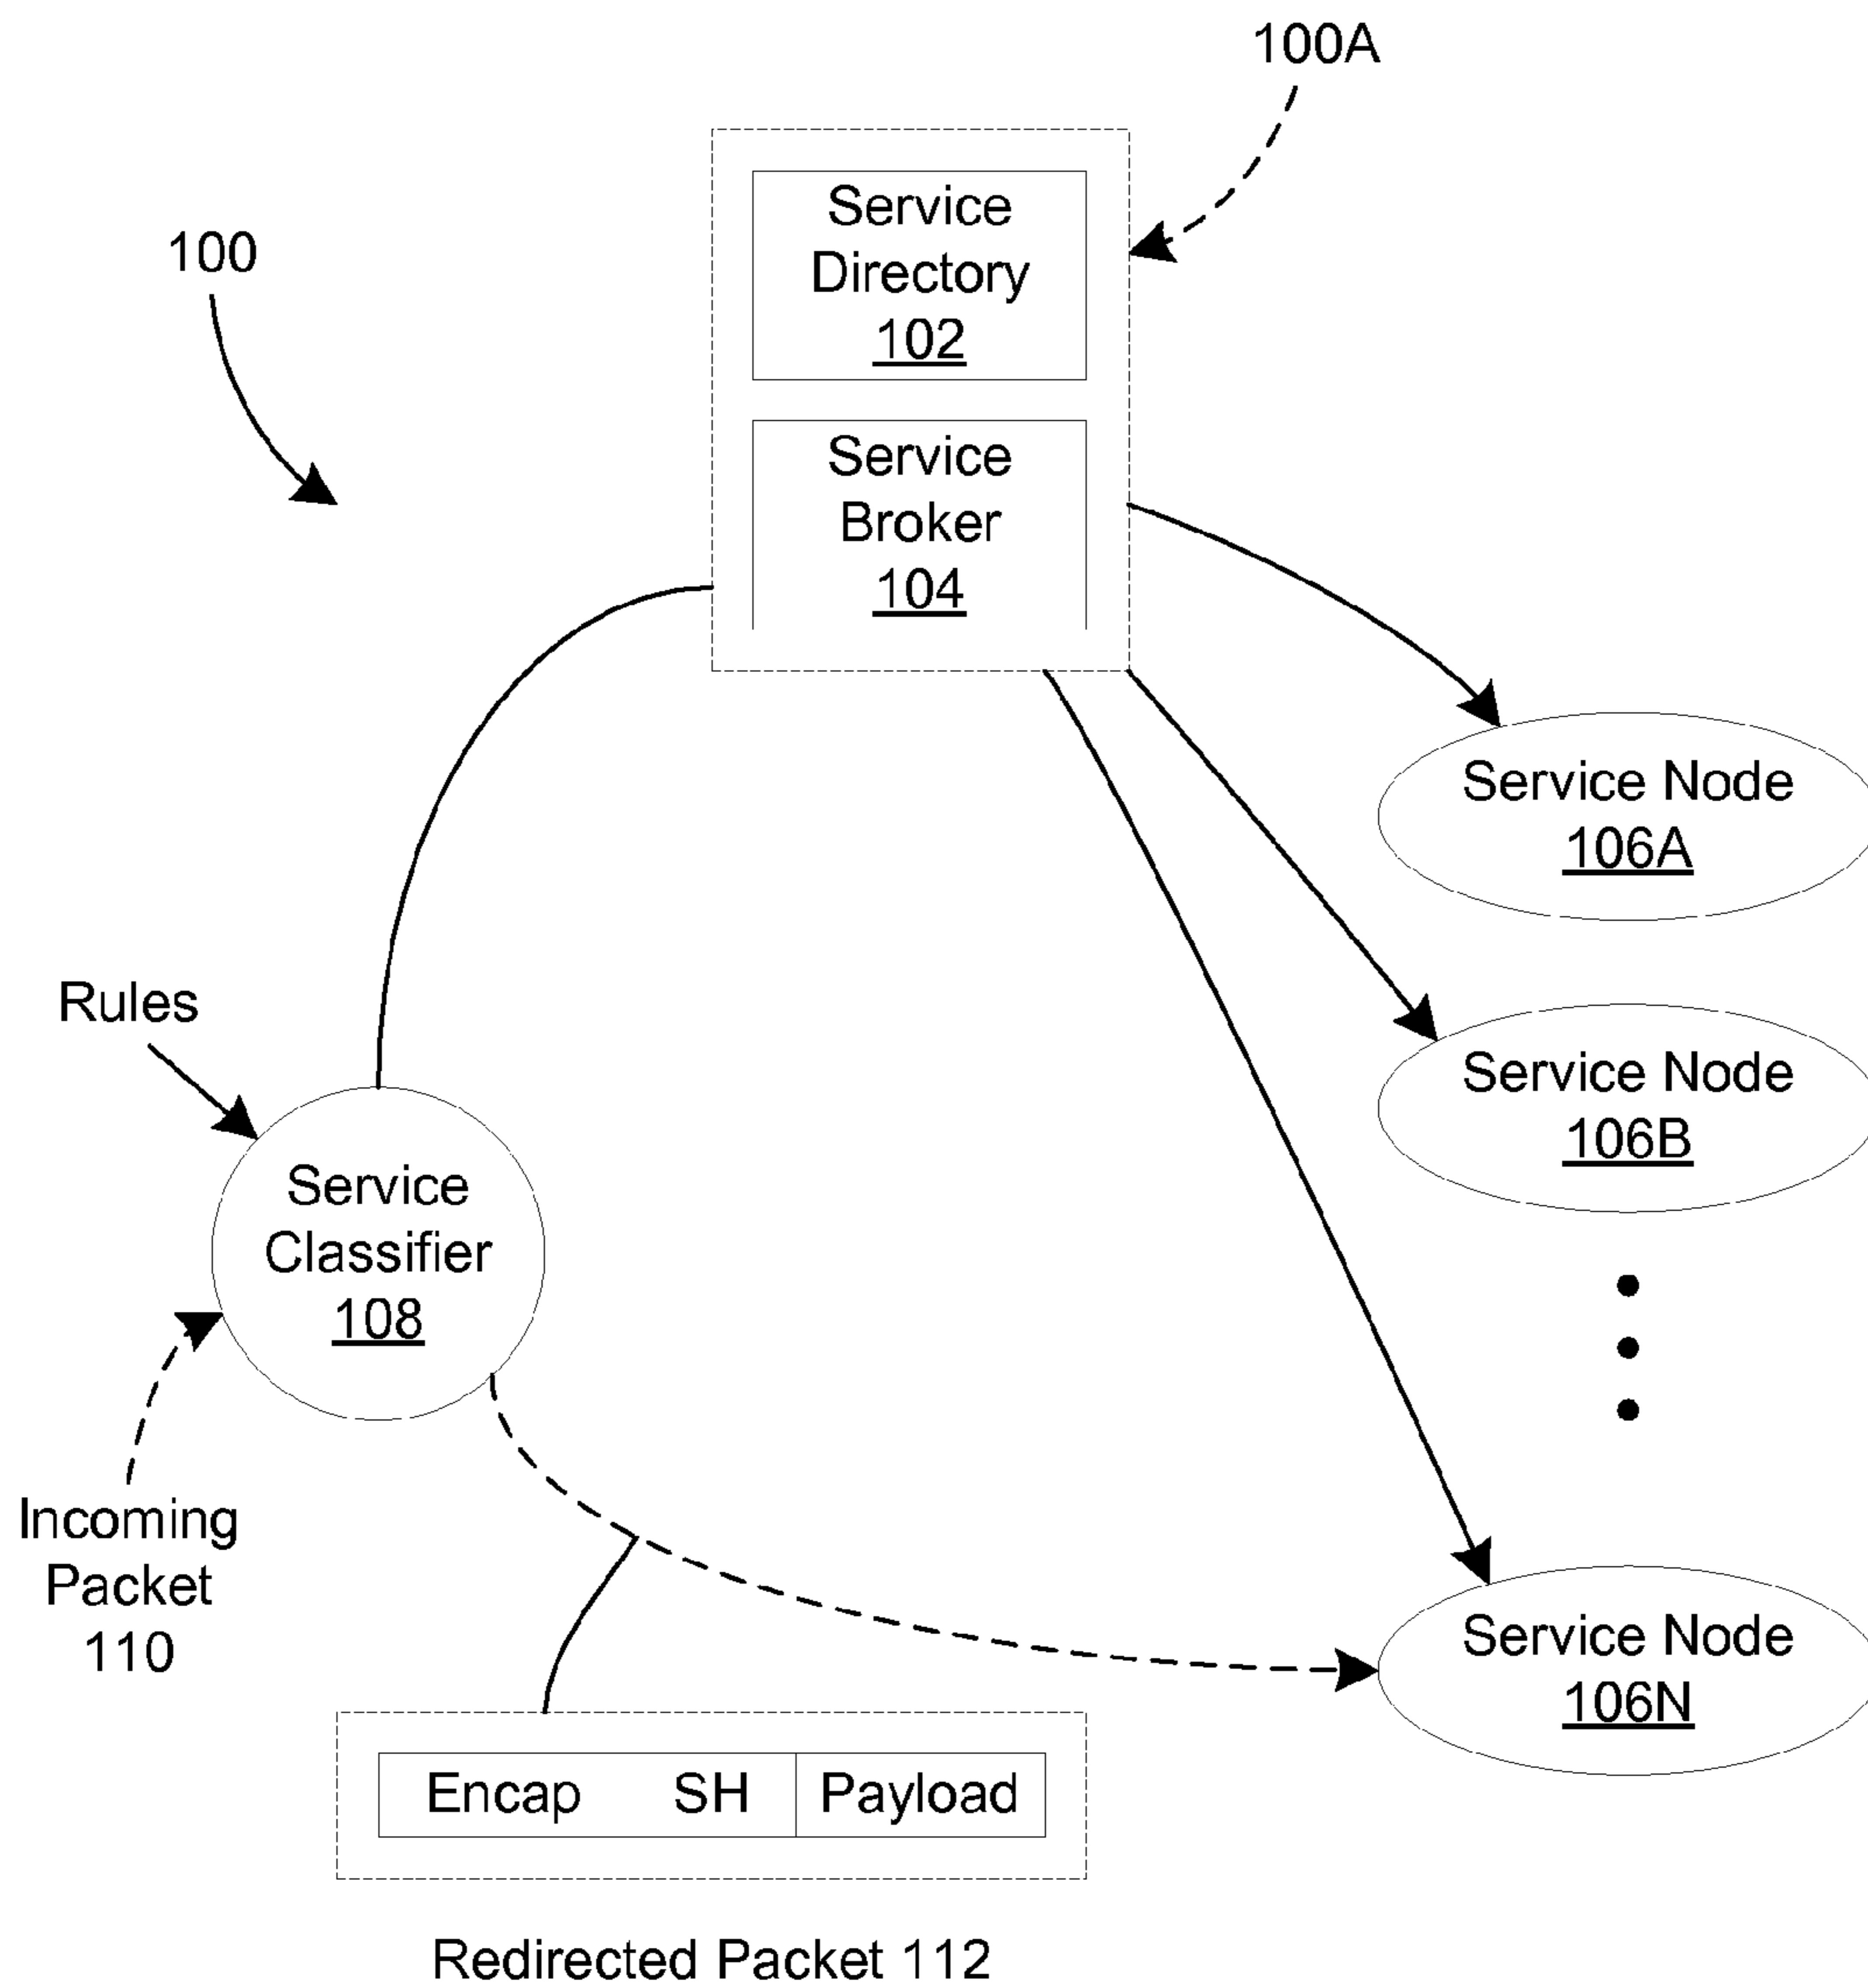 100A
Service
Directory
102
100
Service
Broker
104
Service Node
106A
Rules
Service Node
106B
Service
Classifier
108
Incoming
Packet
110
Service Node
106N
Encap SH Payload
Redirected Packet 112